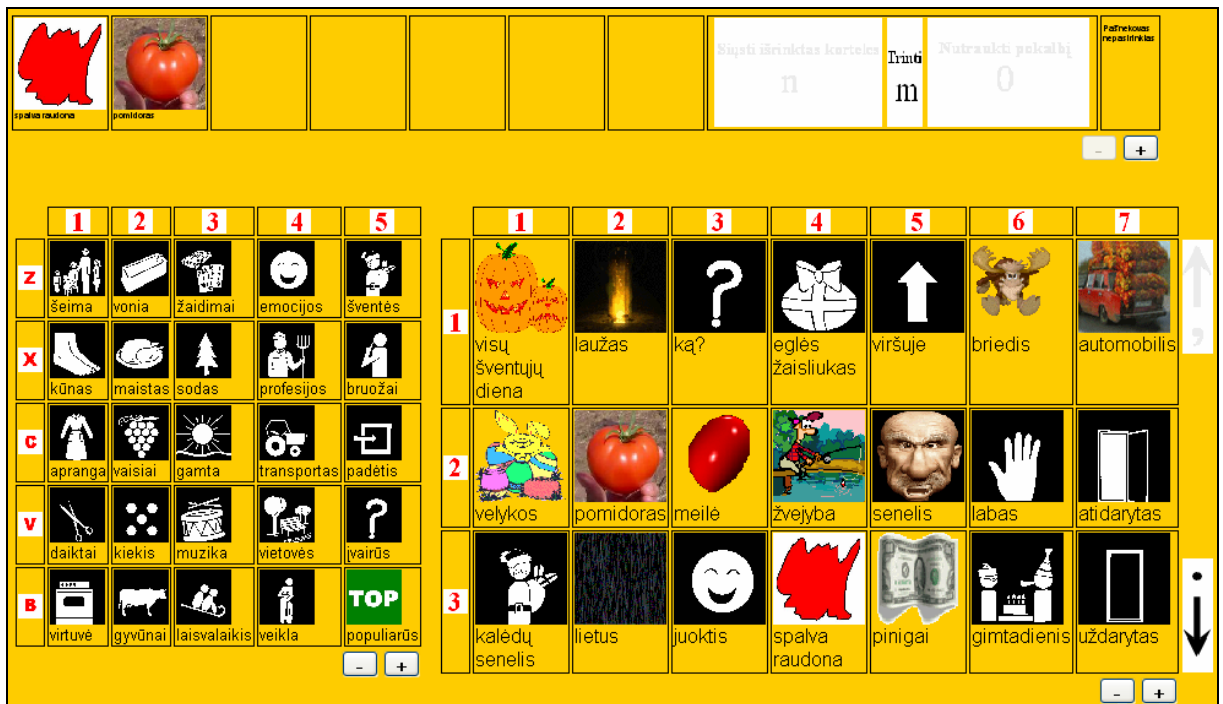 Siųsti išrinktas korteles
n
Trinti
m
Nutraukti pokalbį
0
Pašnekovas
nepasirinktas
spalva raudona
pomidoras
- +
1 2 3 4 5
Z
šeima vonia žaidimai emocijos šventės
X
kūnas maistas sodas profesijos bruožai
C
apranga vaisiai gamta transportas padėtis
V
daiktai kiekis muzika vietovės įvairūs
B
TOP
virtuvė gyvūnai laisvalaikis veikla populiarūs
- +
1 2 3 4 5 6 7
1
visų
šventųjų
diena
laužas
ką?
eglės
žaisliukas
viršuje
briedis
automobilis
,
2
velykos pomidoras meilė žvejyba senelis labas atidarytas
3
kalėdų
senelis
lietus
juoktis
spalva
raudona
pinigai
gimtadienis
uždarytas
.
- +